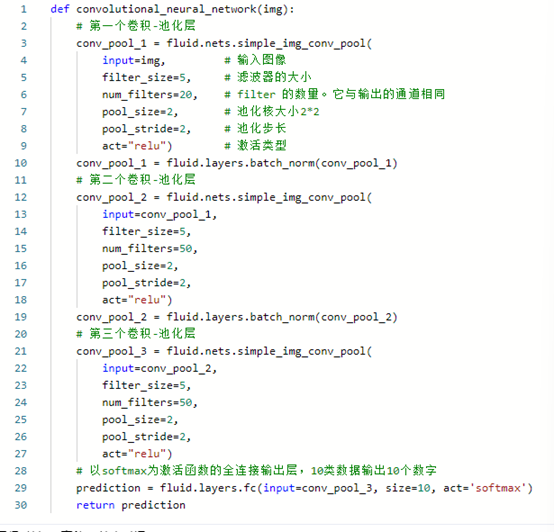 1 def convolutional_neural_network(img):
2 # 第一个卷积-池化层
3 conv_pool_1 = fluid.nets.simple_img_conv_pool(
4 input=img, # 输入图像
5 filter_size=5, # 滤波器的大小
6 num_filters=20, # filter 的数量。它与输出的通道相同
7 pool_size=2, # 池化核大小2*2
8 pool_stride=2, # 池化步长
9 act="relu") # 激活类型
10 conv_pool_1 = fluid.layers.batch_norm(conv_pool_1)
11 # 第二个卷积-池化层
12 conv_pool_2 = fluid.nets.simple_img_conv_pool(
13 input=conv_pool_1,
14 filter_size=5,
15 num_filters=50,
16 pool_size=2,
17 pool_stride=2,
18 act="relu")
19 conv_pool_2 = fluid.layers.batch_norm(conv_pool_2)
20 # 第三个卷积-池化层
21 conv_pool_3 = fluid.nets.simple_img_conv_pool(
22 input=conv_pool_2,
23 filter_size=5,
24 num_filters=50,
25 pool_size=2,
26 pool_stride=2,
27 act="relu")
28 # 以softmax为激活函数的全连接输出层，10类数据输出10个数字
29 prediction = fluid.layers.fc(input=conv_pool_3, size=10, act='softmax')
30 return prediction